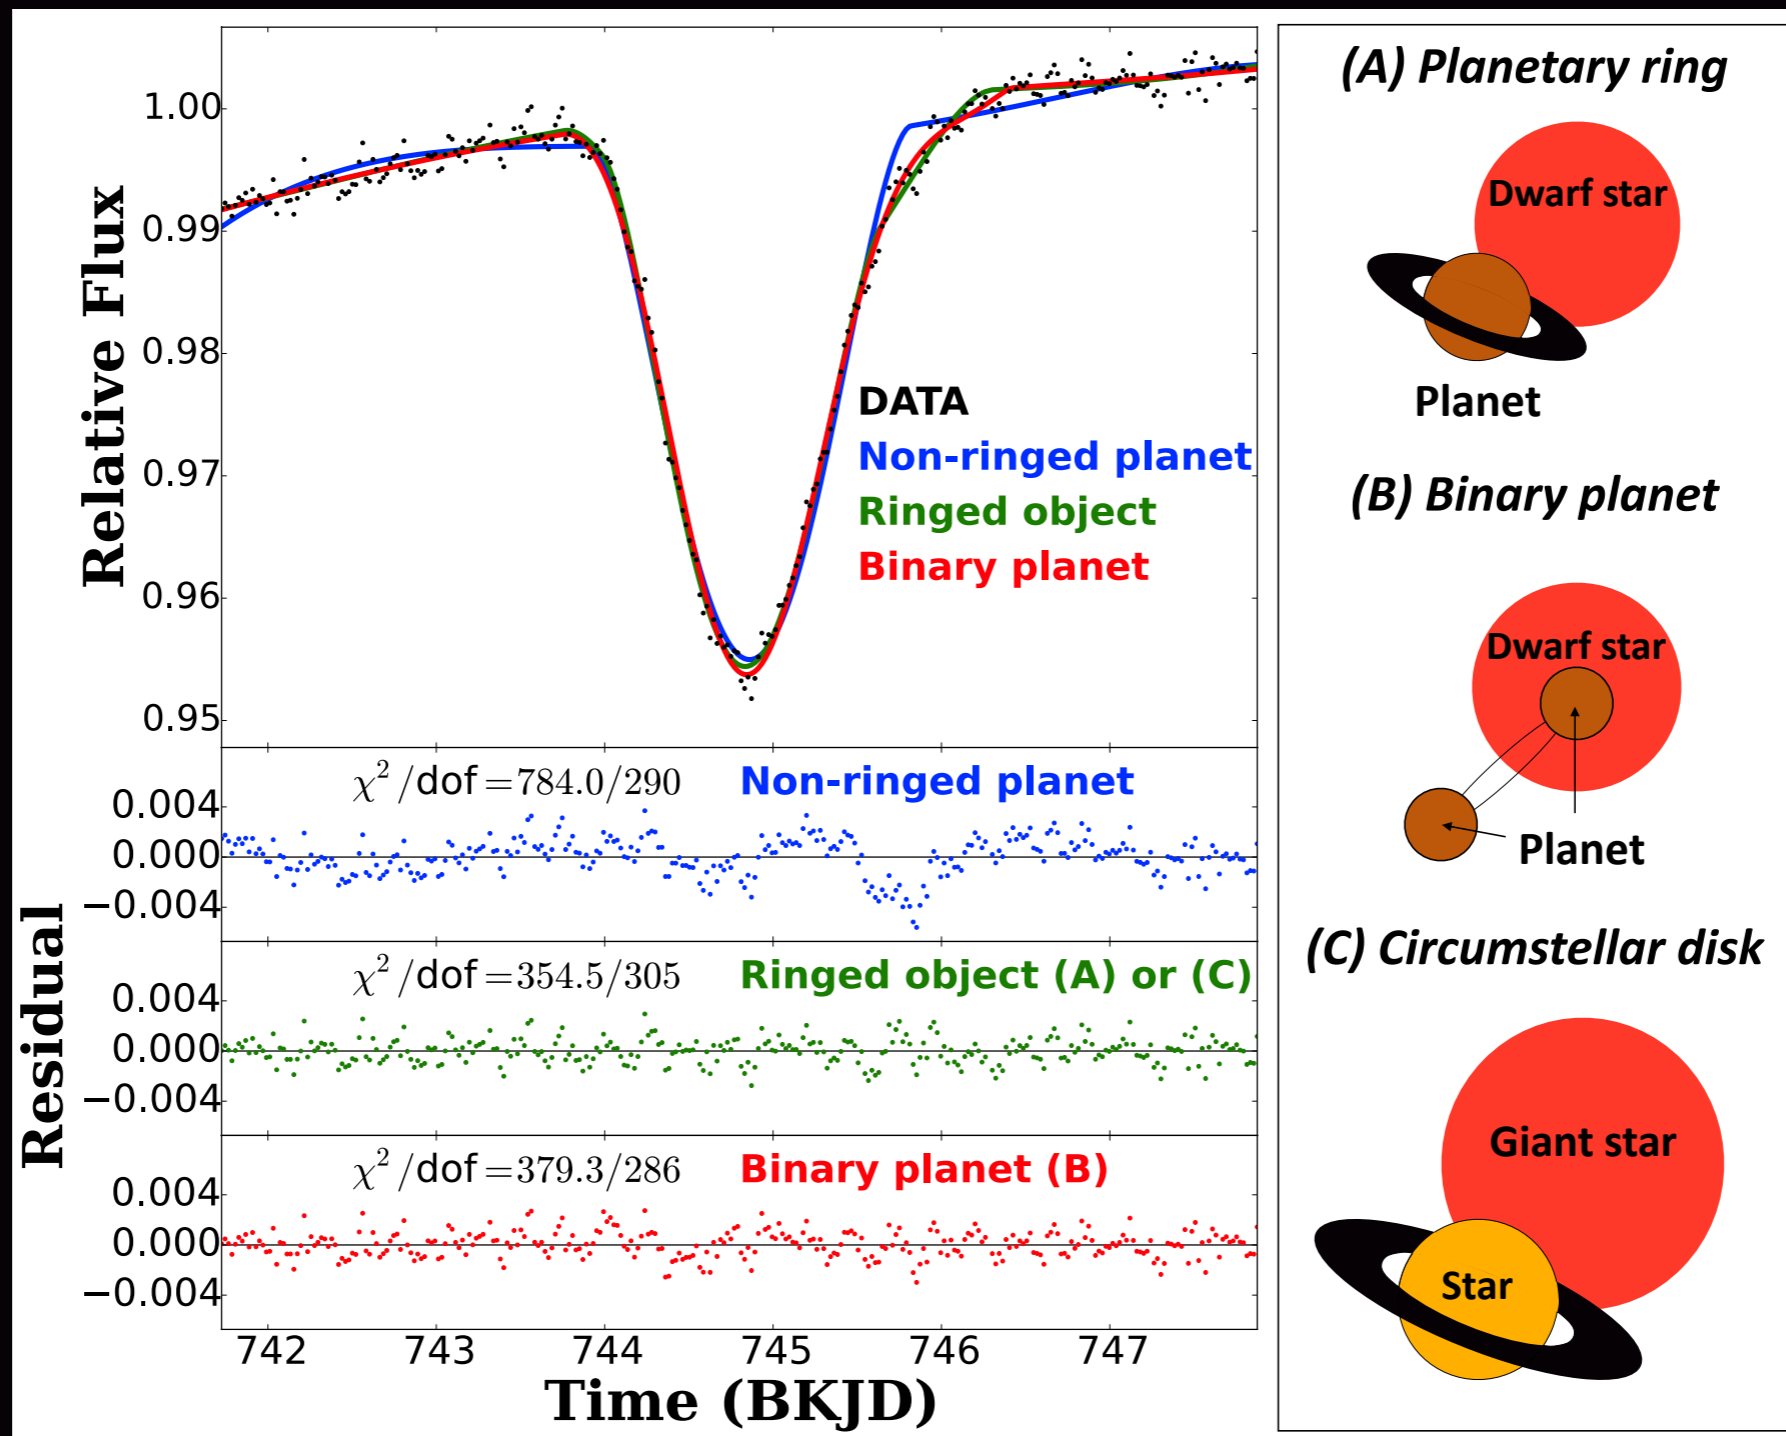 Relative Flux
1.00
0.99
0.98
0.97
0.96
0.95
DATA
Non-ringed planet
Ringed object
Binary planet
Residual
χ² /dof =784.0/290 Non-ringed planet
0.004
0.000
−0.004
χ² /dof =354.5/305 Ringed object (A) or (C)
0.004
0.000
−0.004
χ² /dof =379.3/286 Binary planet (B)
0.004
0.000
−0.004
742 743 744 745 746 747
Time (BKJD)
(A) Planetary ring
Dwarf star
Planet
(B) Binary planet
Dwarf star
Planet
(C) Circumstellar disk
Giant star
Star